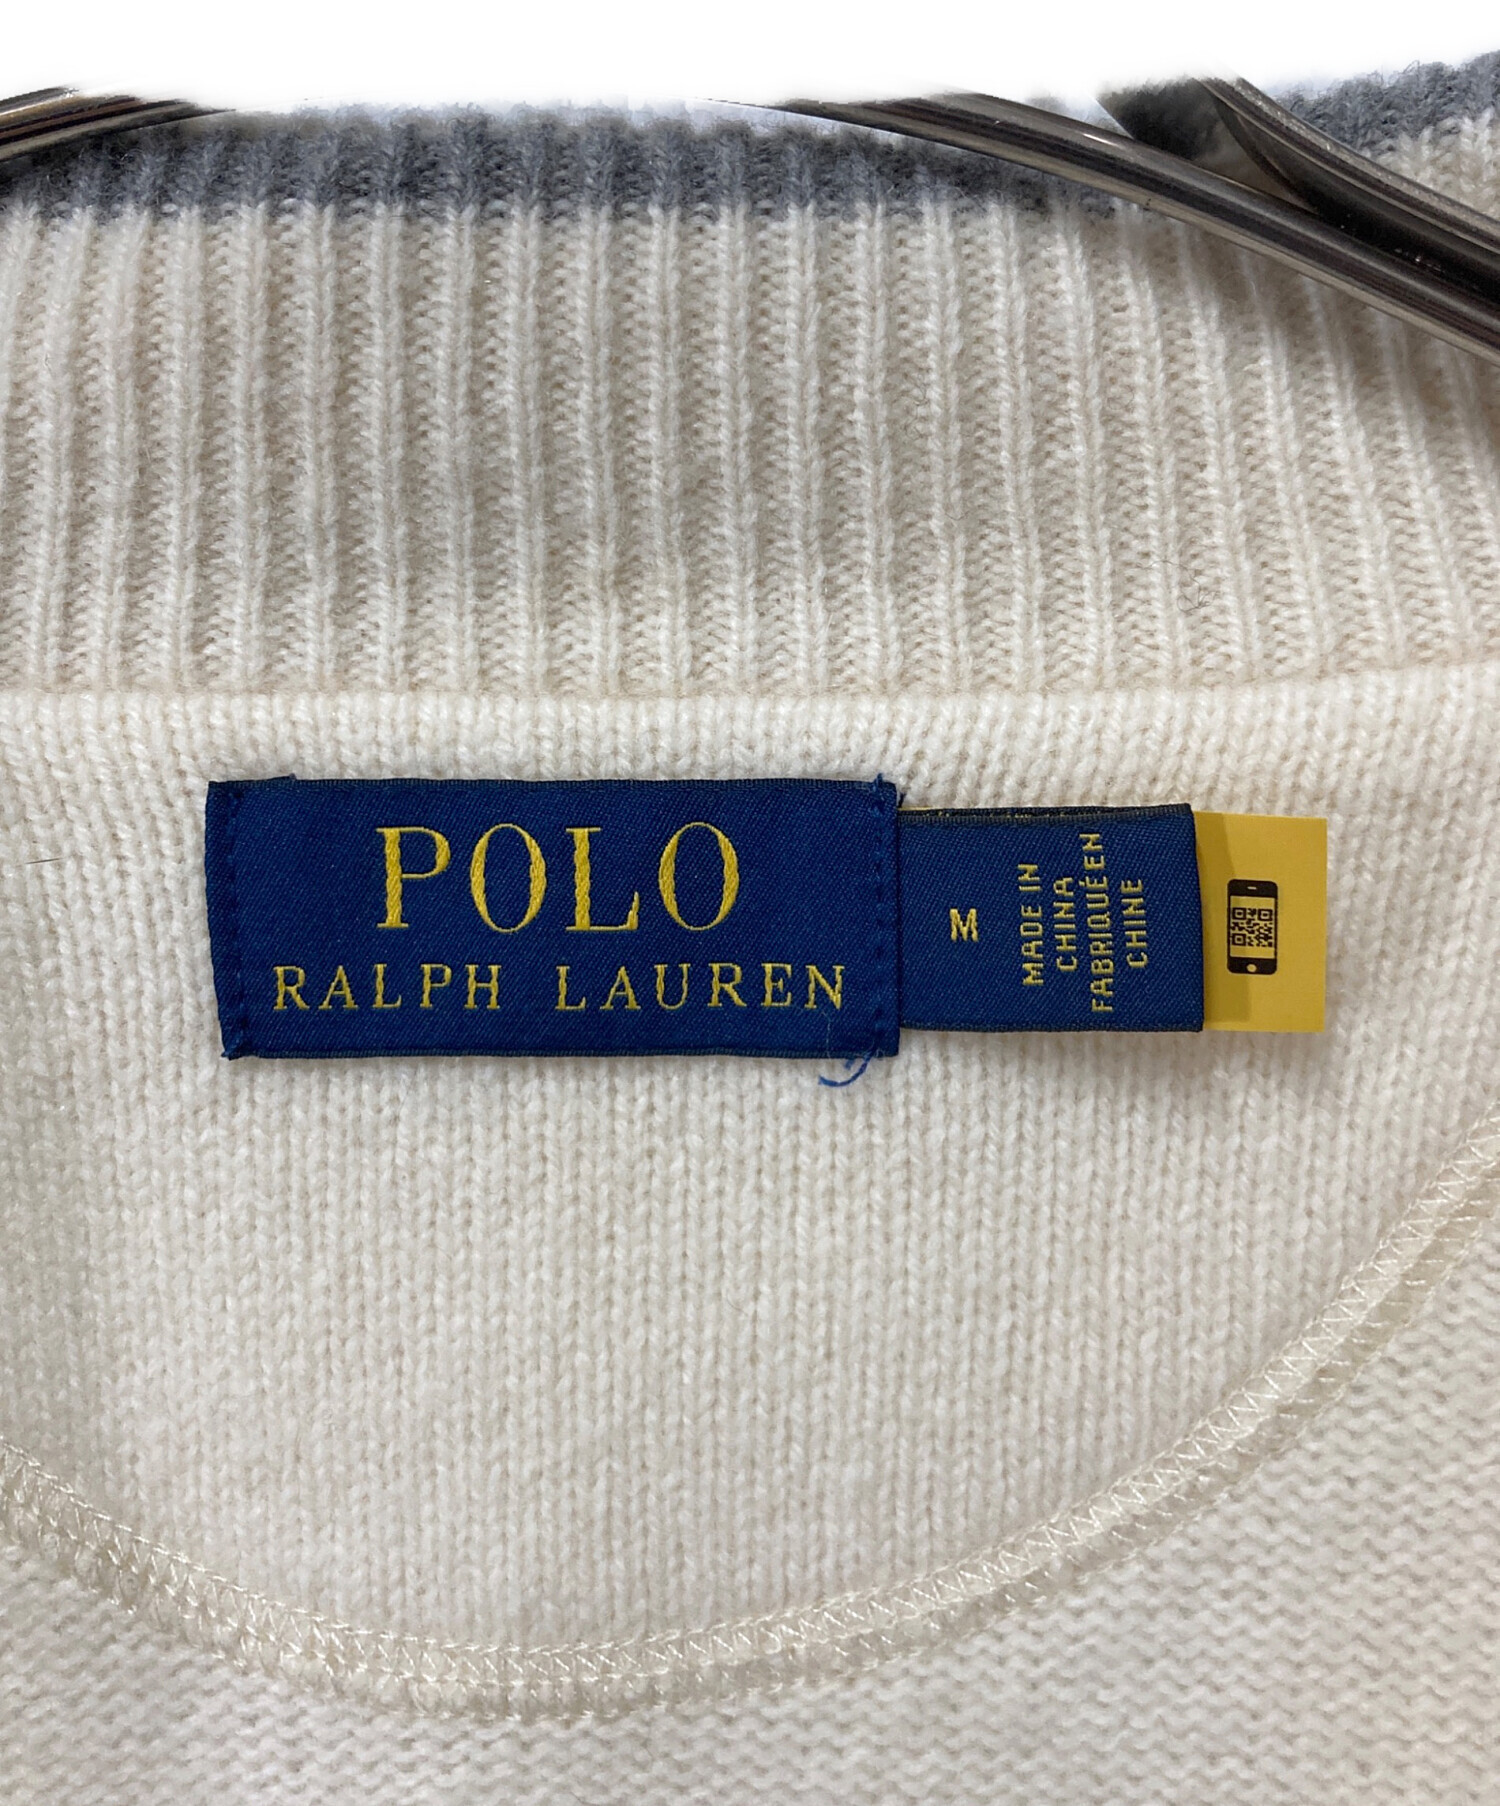 POLO
RALPH LAUREN
M
MADE IN
CHINA
FABRIQUÉ EN
CHINE